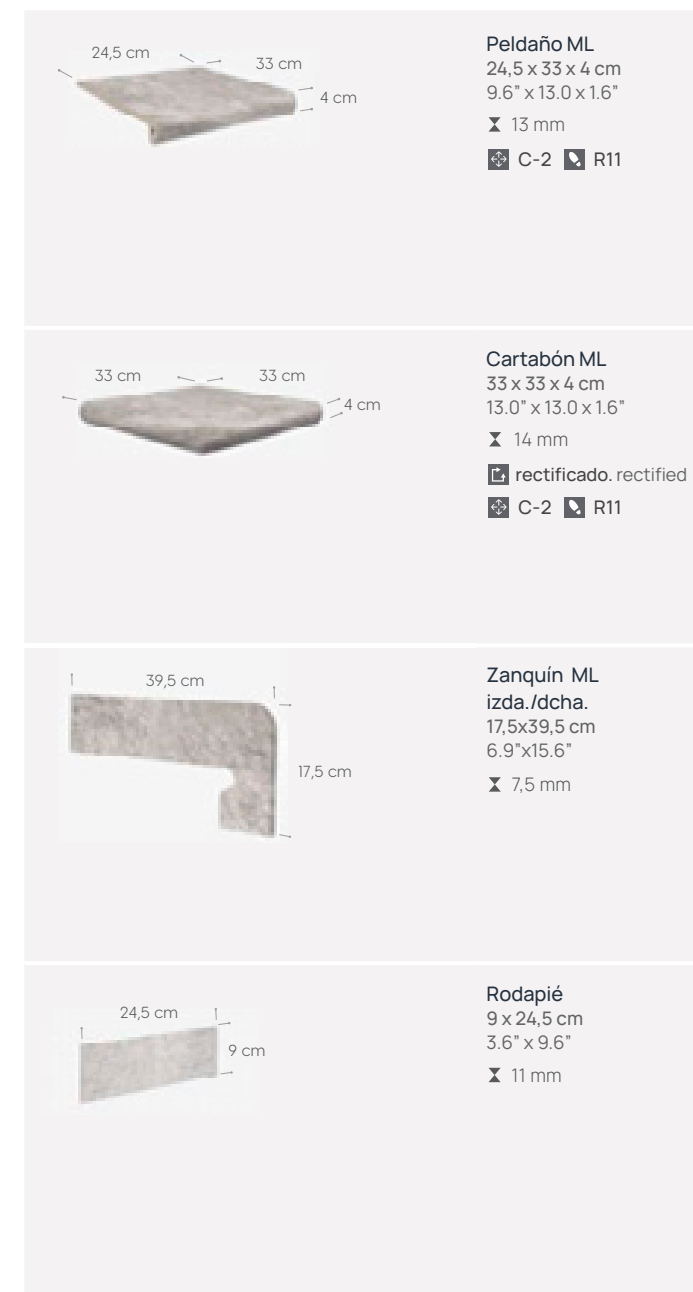 24,5 cm
33 cm
4 cm
Peldaño ML
24,5 x 33 x 4 cm
9.6” x 13.0 x 1.6”
13 mm
C-2 R11
33 cm
33 cm
4 cm
Cartabón ML
33 x 33 x 4 cm
13.0” x 13.0 x 1.6”
14 mm
rectificado. rectified
C-2 R11
39,5 cm
17,5 cm
Zanquín ML
izda./dcha.
17,5x39,5 cm
6.9”x15.6”
7,5 mm
24,5 cm
9 cm
Rodapié
9 x 24,5 cm
3.6” x 9.6”
11 mm